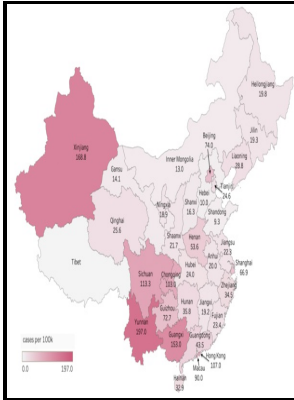 Heilongjiang
19.8
Jilin
19.3
Xinjiang
168.8
Beijing
74.0
Liaoning
28.8
Inner Mongolia
13.0
Gansu
14.1
Tianjin
24.6
Hebei
10.0
Ningxia
18.9
Shanxi
16.3
Shandong
9.3
Qinghai
25.6
Shaanxi
21.7
Henan
53.6
Jiangsu
22.3
Tibet
Anhui
20.0
Shanghai
66.9
Sichuan
113.3
Chongqing
103.0
Hubei
24.0
Zhejiang
34.5
Guizhou
72.7
Hunan
35.8
Jiangxi
19.2
Fujian
23.4
cases per 100k
Yunnan
197.0
Guangxi
153.0
Guangdong
43.5
0.0
197.0
Hong Kong
107.0
Macau
90.0
Hainan
32.9